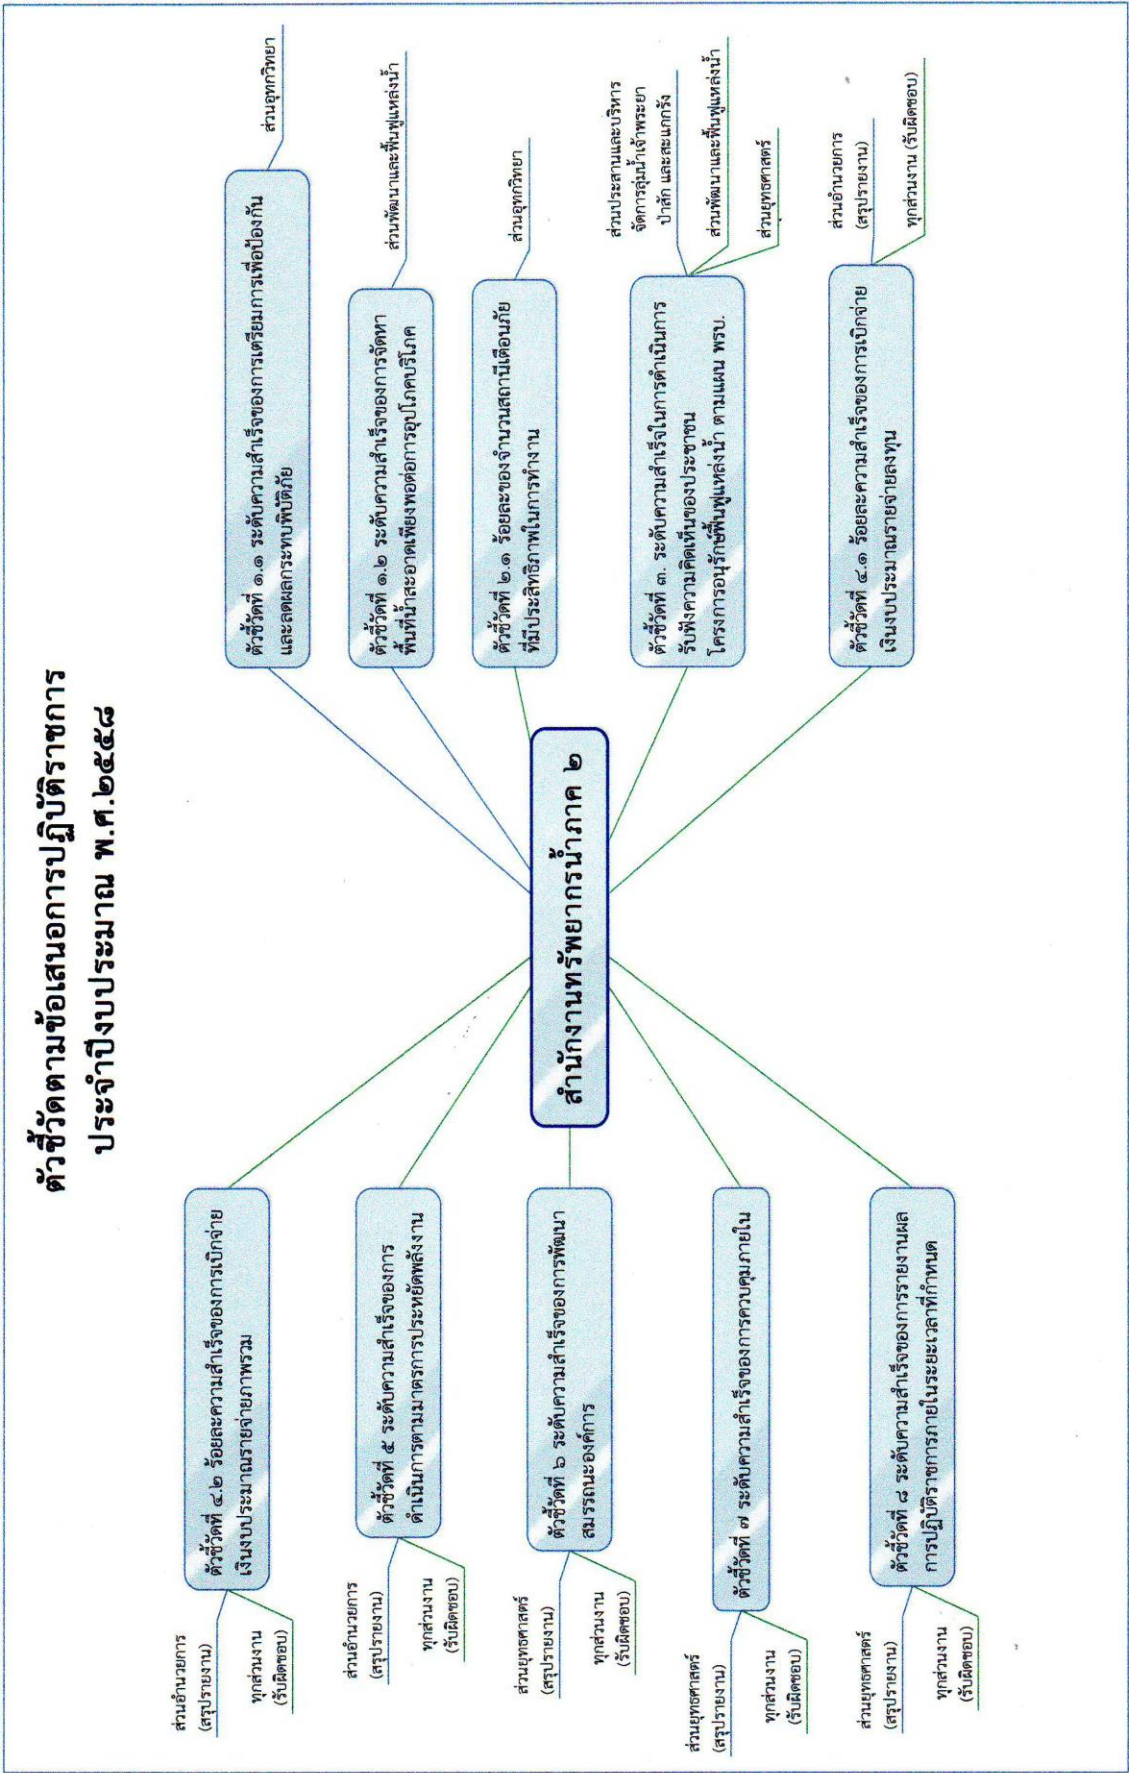 ตัวชี้วัดตามข้อเสนอการปฏิบัติราชการ
ประจำปีงบประมาณ พ.ศ.๒๕๕๘
สำนักงานทรัพยากรน้ำภาค ๒
ตัวชี้วัดที่ ๑.๑ ระดับความสำเร็จของการเตรียมการเพื่อป้องกัน
และลดผลกระทบพิบัติภัย
ส่วนอุทกวิทยา
ตัวชี้วัดที่ ๑.๒ ระดับความสำเร็จของการจัดหา
พื้นที่น้ำสะอาดเพียงพอต่อการอุปโภคบริโภค
ส่วนพัฒนาและฟื้นฟูแหล่งน้ำ
ตัวชี้วัดที่ ๒.๑ ร้อยละของจำนวนสถานีเตือนภัย
ที่มีประสิทธิภาพในการทำงาน
ส่วนอุทกวิทยา
ตัวชี้วัดที่ ๓. ระดับความสำเร็จในการดำเนินการ
รับฟังความคิดเห็นของประชาชน
โครงการอนุรักษ์ฟื้นฟูแหล่งน้ำ ตามแผน พรบ.
ส่วนประสานและบริหาร
จัดการลุ่มน้ำเจ้าพระยา
ป่าสัก และสะแกกรัง
ส่วนพัฒนาและฟื้นฟูแหล่งน้ำ
ส่วนยุทธศาสตร์
ตัวชี้วัดที่ ๔.๑ ร้อยละความสำเร็จของการเบิกจ่าย
เงินงบประมาณรายจ่ายลงทุน
ส่วนอำนวยการ
(สรุปรายงาน)
ทุกส่วนงาน (รับผิดชอบ)
ตัวชี้วัดที่ ๔.๒ ร้อยละความสำเร็จของการเบิกจ่าย
เงินงบประมาณรายจ่ายภาพรวม
ส่วนอำนวยการ
(สรุปรายงาน)
ทุกส่วนงาน
(รับผิดชอบ)
ตัวชี้วัดที่ ๕ ระดับความสำเร็จของการ
ดำเนินการตามมาตรการประหยัดพลังงาน
ส่วนอำนวยการ
(สรุปรายงาน)
ทุกส่วนงาน
(รับผิดชอบ)
ตัวชี้วัดที่ ๖ ระดับความสำเร็จของการพัฒนา
สมรรถนะองค์การ
ส่วนยุทธศาสตร์
(สรุปรายงาน)
ทุกส่วนงาน
(รับผิดชอบ)
ตัวชี้วัดที่ ๗ ระดับความสำเร็จของการควบคุมภายใน
ส่วนยุทธศาสตร์
(สรุปรายงาน)
ทุกส่วนงาน
(รับผิดชอบ)
ตัวชี้วัดที่ ๘ ระดับความสำเร็จของการรายงานผล
การปฏิบัติราชการภายในระยะเวลาที่กำหนด
ส่วนยุทธศาสตร์
(สรุปรายงาน)
ทุกส่วนงาน
(รับผิดชอบ)